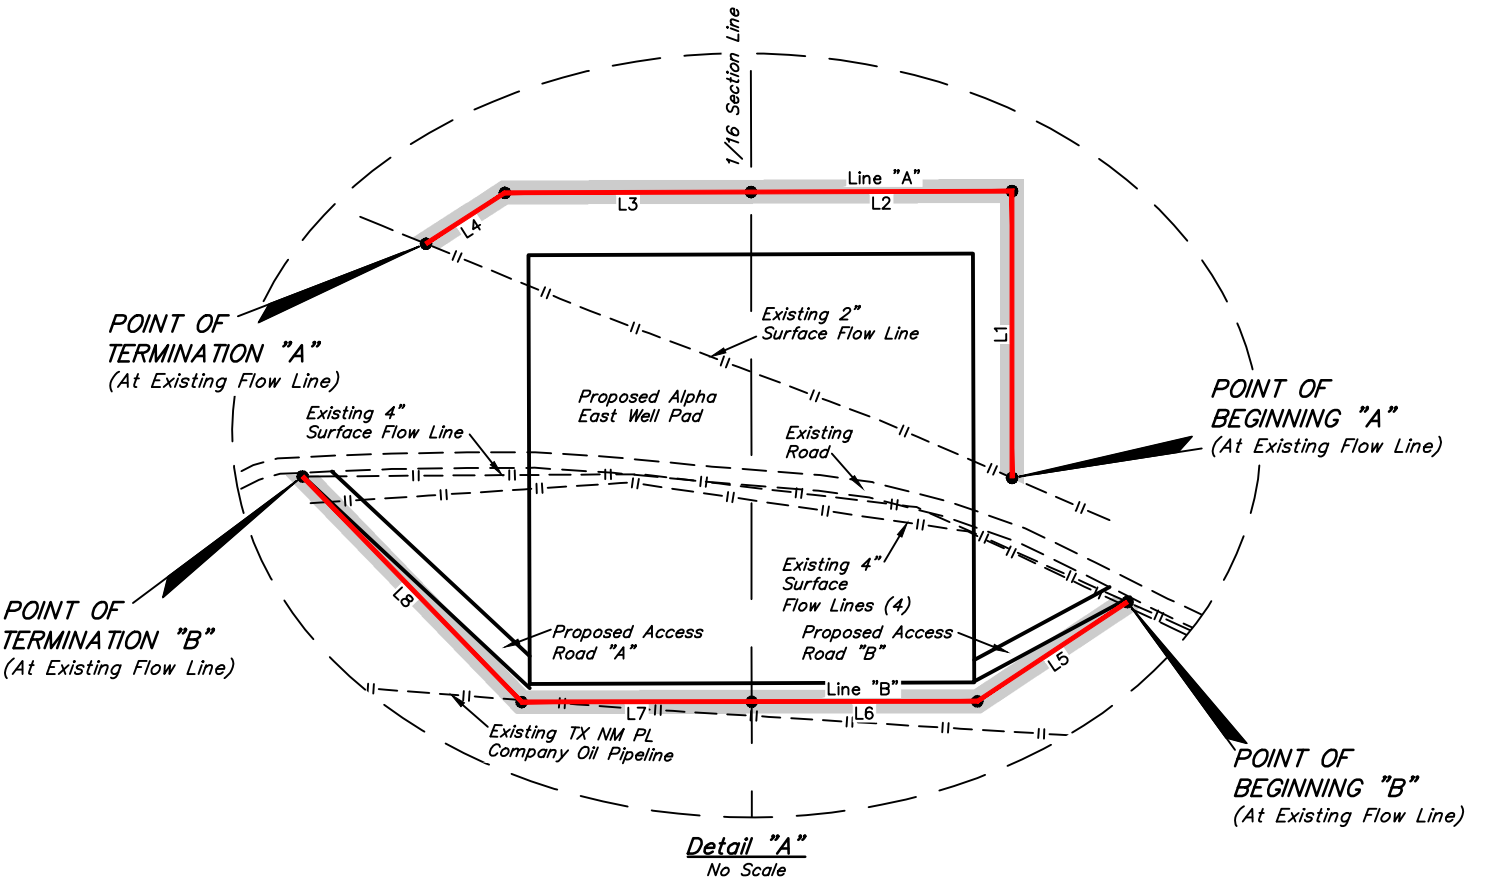 1/16 Section Line
Line "A"
L3
L2
L4
L1
POINT OF
TERMINATION "A"
(At Existing Flow Line)
Existing 2"
Surface Flow Line
Proposed Alpha
East Well Pad
POINT OF
BEGINNING "A"
(At Existing Flow Line)
Existing 4"
Surface Flow Line
Existing
Road
Existing 4"
Surface
Flow Lines (4)
L8
POINT OF
TERMINATION "B"
(At Existing Flow Line)
Proposed Access
Road "A"
Proposed Access
Road "B"
L5
Line "B"
L7
L6
Existing TX NM PL
Company Oil Pipeline
POINT OF
BEGINNING "B"
(At Existing Flow Line)
Detail "A"
No Scale